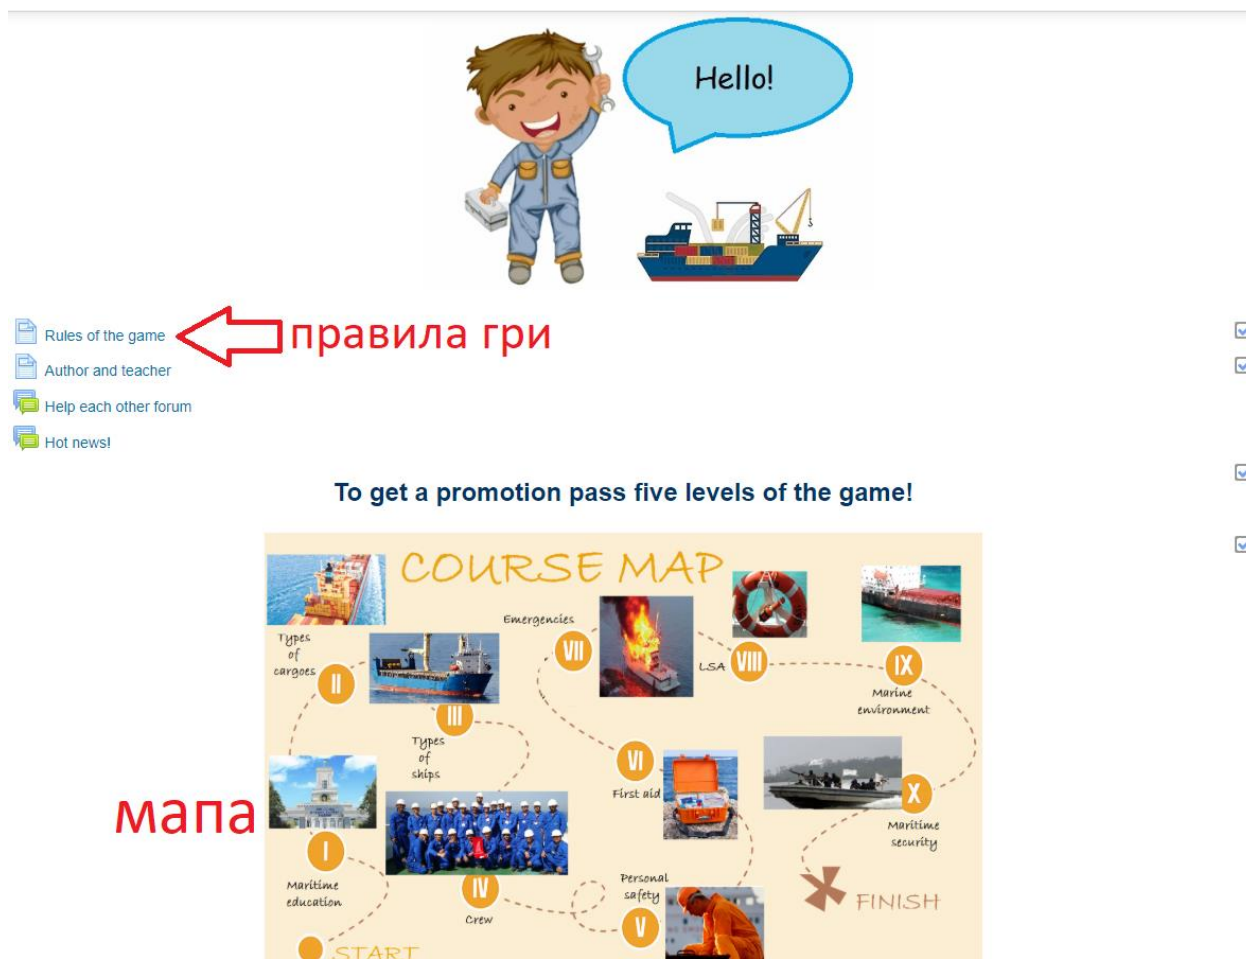 Hello!
Rules of the game
правила гри
Author and teacher
Help each other forum
Hot news!
To get a promotion pass five levels of the game!
COURSE MAP
Types
of
cargoes
II
III
Types
of
ships
Emergencies
VII
LSA
VIII
IX
Marine
environment
мапа
I
Maritime
education
IV
Crew
VI
First aid
Personal
safety
V
X
Maritime
security
FINISH
START